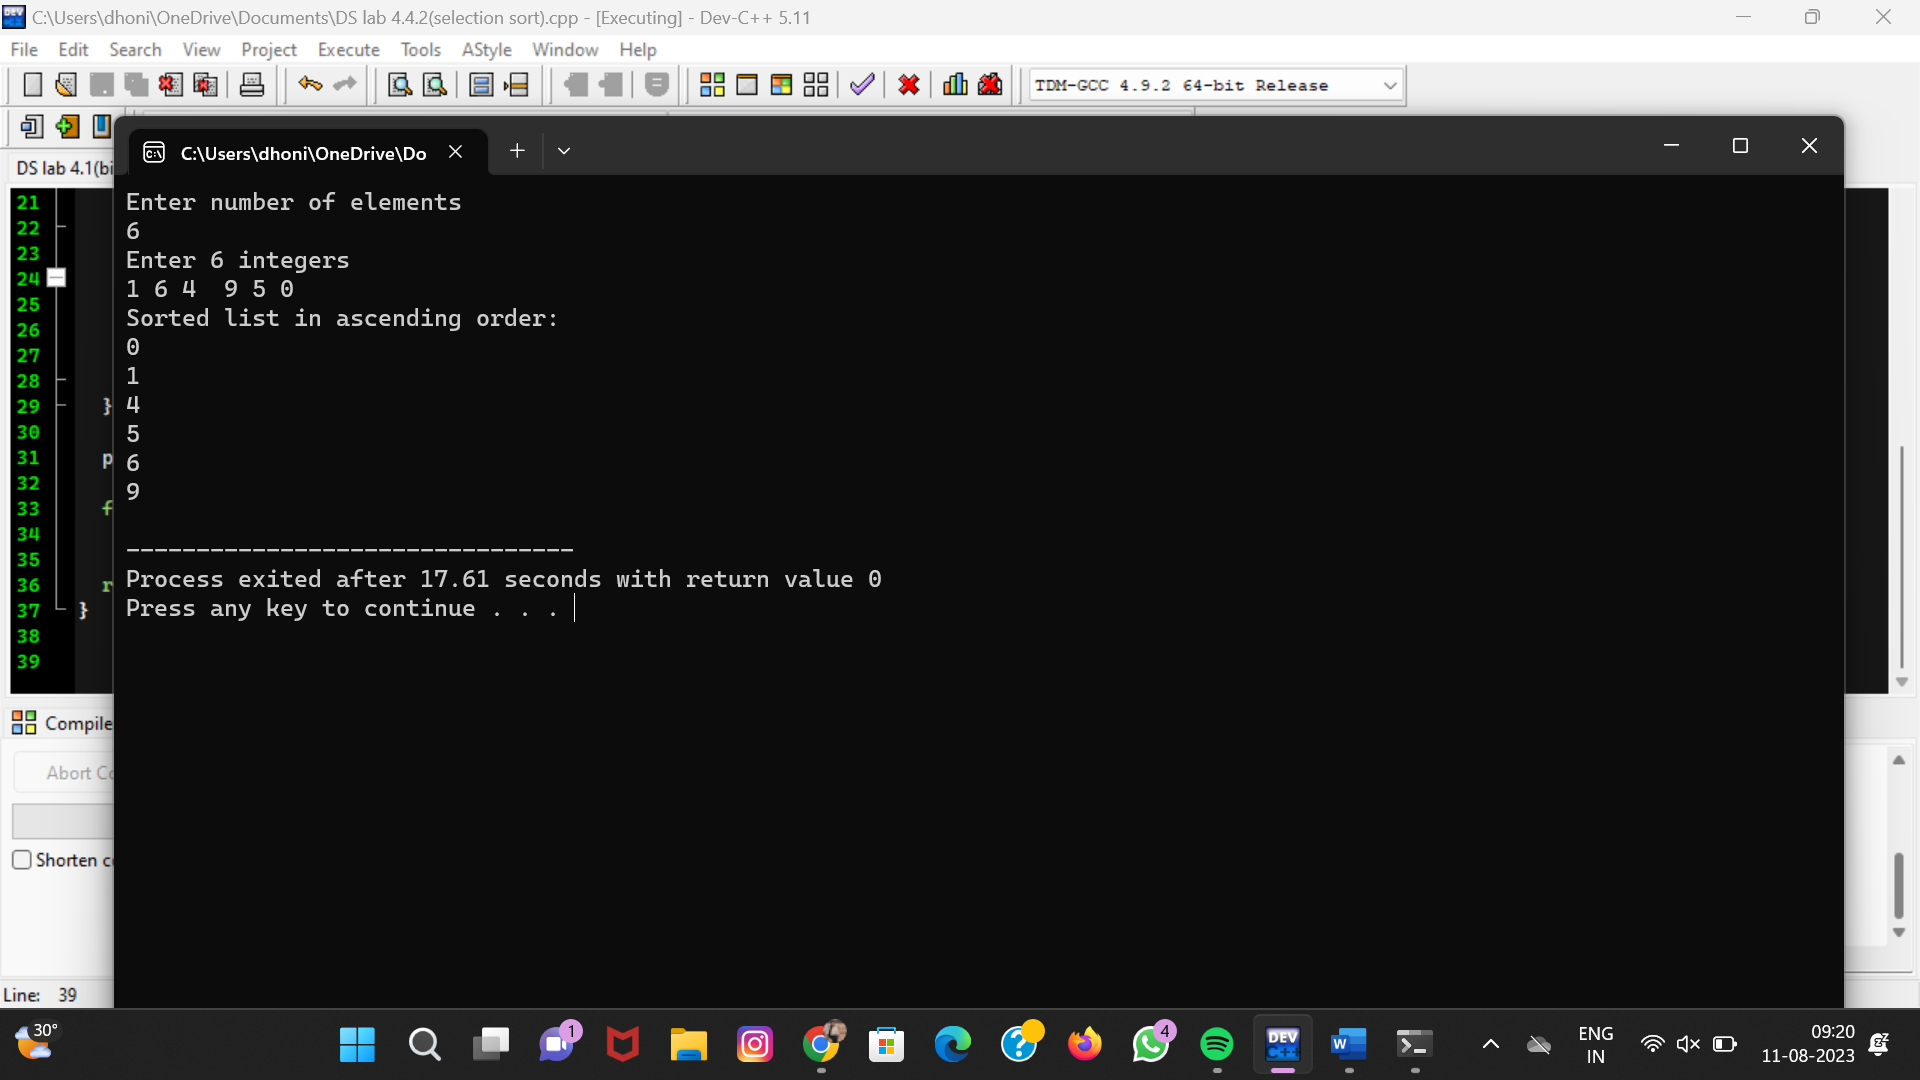 C:\Users\dhoni\OneDrive\Documents\DS lab 4.4.2(selection sort).cpp - [Executing] - Dev-C++ 5.11
File Edit Search View Project Execute Tools AStyle Window Help
TDM-GCC 4.9.2 64-bit Release
C:\Users\dhoni\OneDrive\Do
DS lab 4.1(bi
21
22
23
24
25
26
27
28
29 }
30
31 p
32
33 f
34
35
36 r
37 }
38
39
Enter number of elements
6
Enter 6 integers
1 6 4  9 5 0
Sorted list in ascending order:
0
1
4
5
6
9
--------------------------------
Process exited after 17.61 seconds with return value 0
Press any key to continue . . .
Compile
Abort Co
Shorten c
Line: 39
30°
1
4
DEV
C++
W
ENG
IN
09:20
11-08-2023